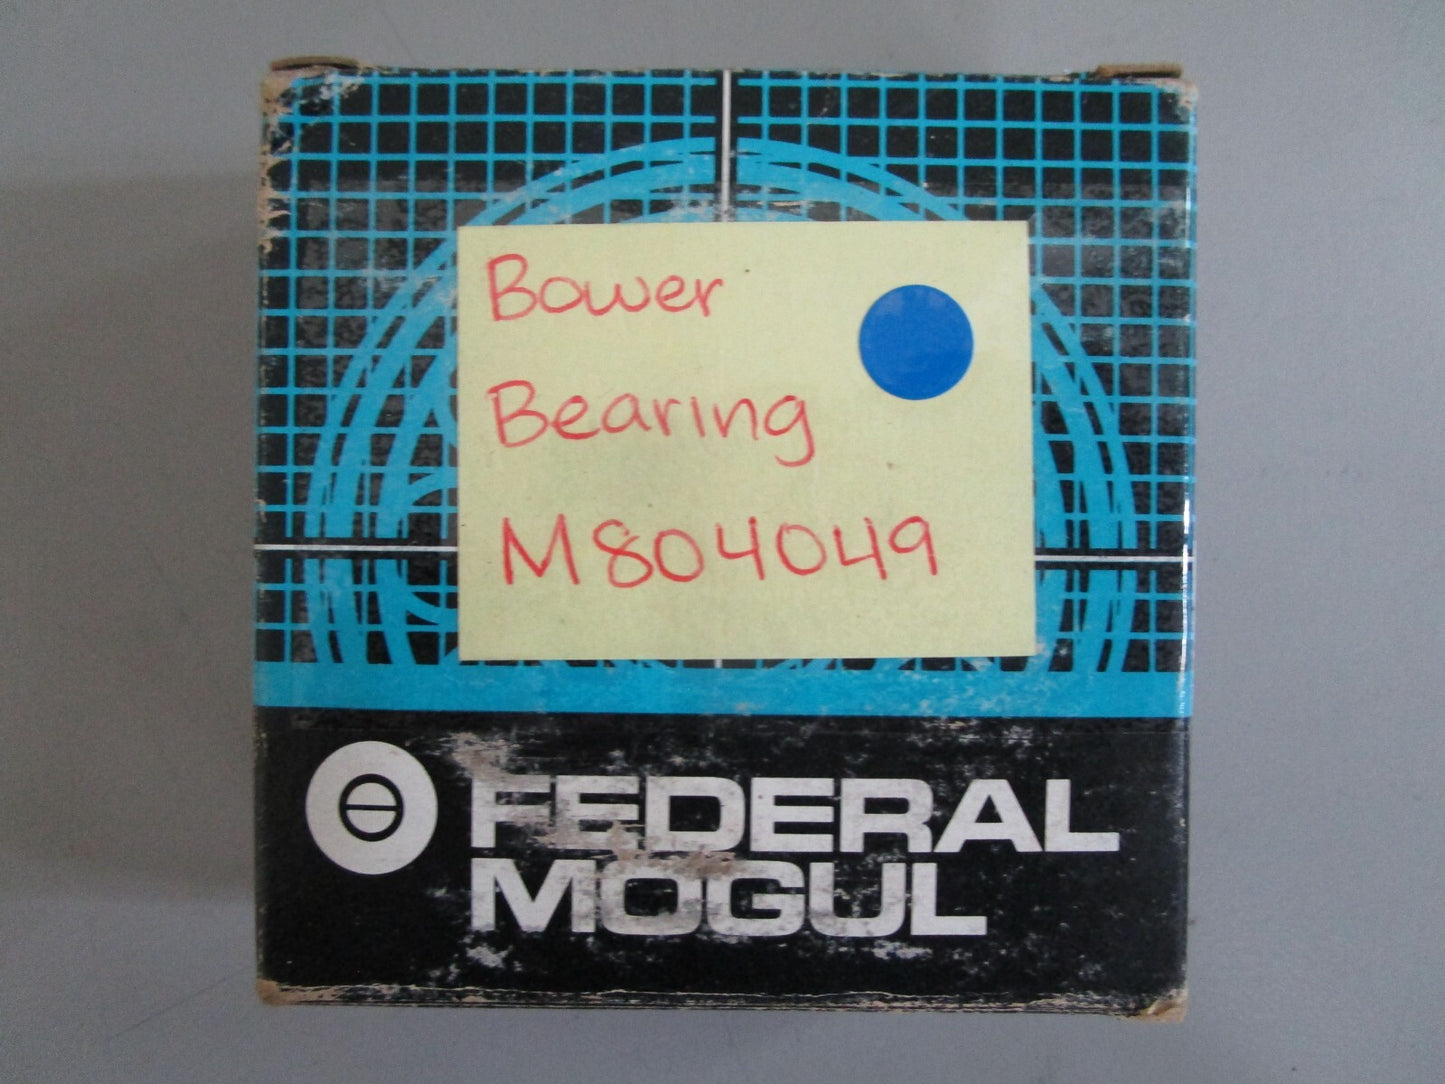 Bower
Bearing
M804049
FEDERAL
MOGUL